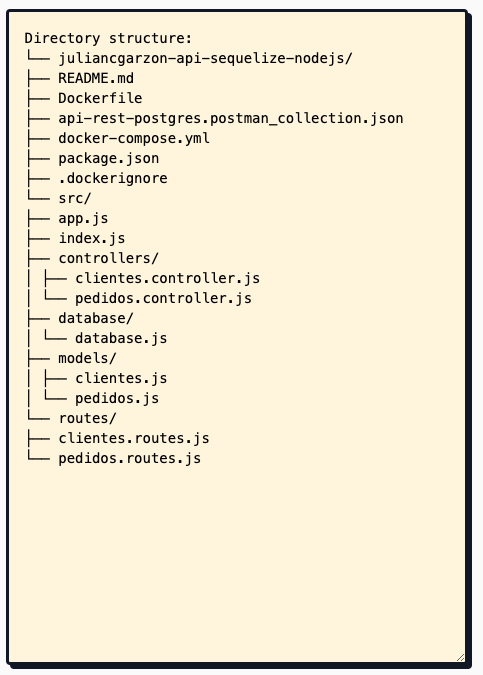 Directory structure:
└── juliancgarzon-api-sequelize-nodejs/
├── README.md
├── Dockerfile
├── api-rest-postgres.postman_collection.json
├── docker-compose.yml
├── package.json
├── .dockerignore
└── src/
├── app.js
├── index.js
├── controllers/
│ ├── clientes.controller.js
│ └── pedidos.controller.js
├── database/
│ └── database.js
├── models/
│ ├── clientes.js
│ └── pedidos.js
└── routes/
├── clientes.routes.js
└── pedidos.routes.js